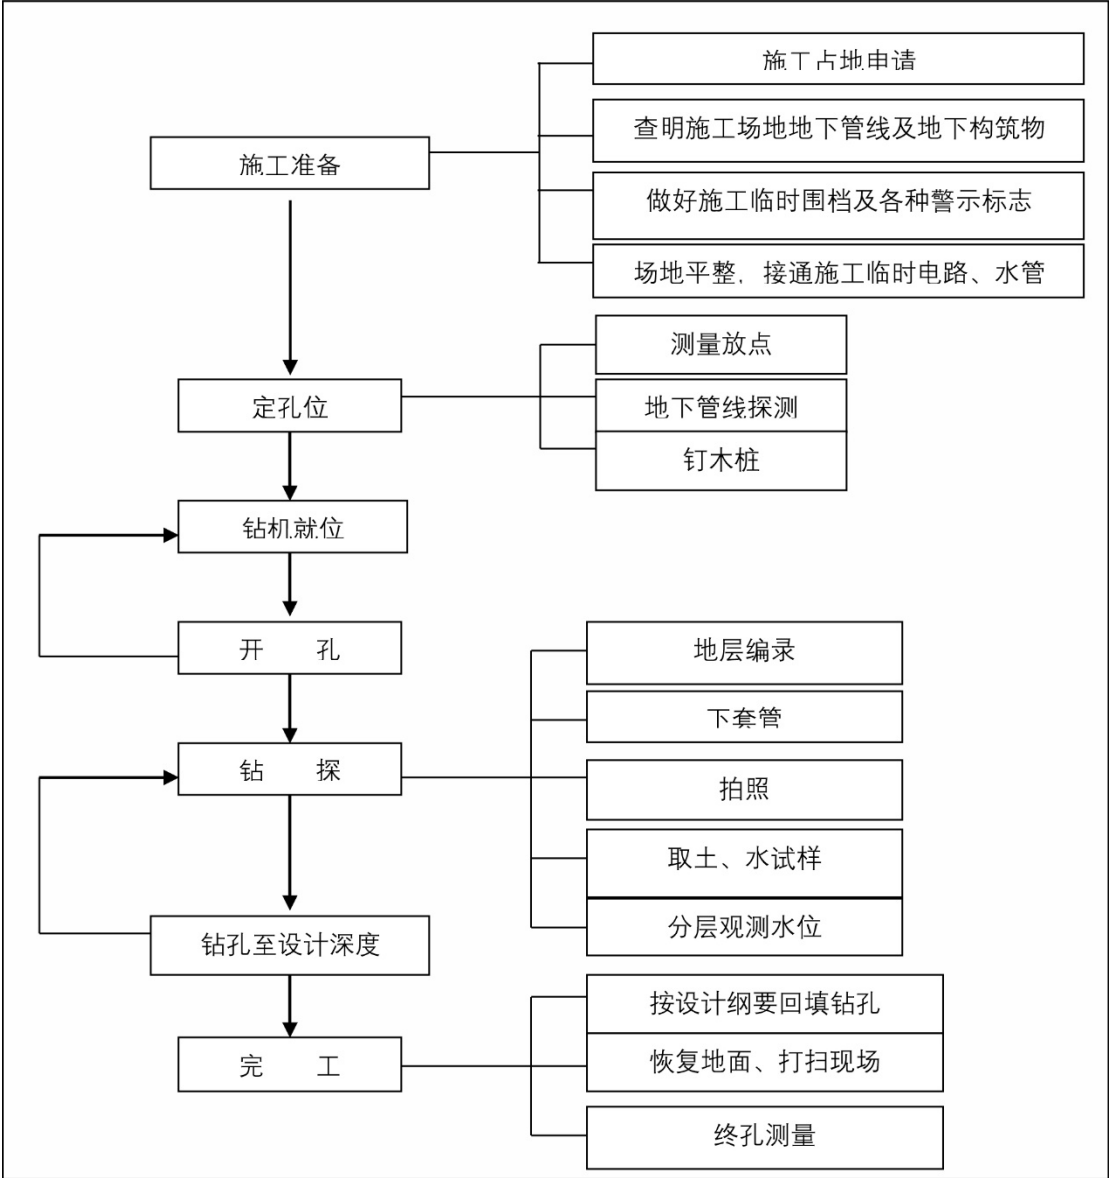 施工占地申请
查明施工场地地下管线及地下构筑物
施工准备
做好施工临时围档及各种警示标志
场地平整，接通施工临时电路、水管
测量放点
定孔位
地下管线探测
钉木桩
钻机就位
开 孔
地层编录
下套管
钻 探
拍照
取土、水试样
分层观测水位
钻孔至设计深度
按设计纲要回填钻孔
完 工
恢复地面、打扫现场
终孔测量